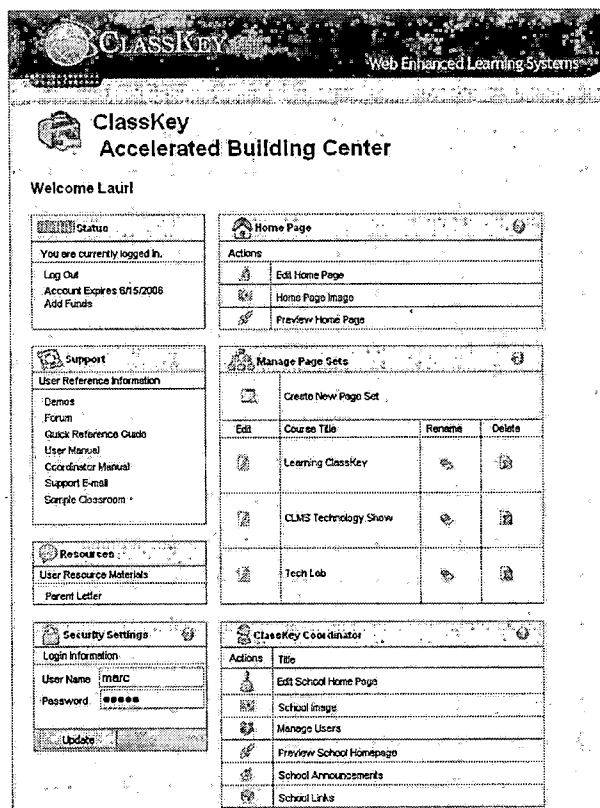 CLASSKEY
Web Enhanced Learning Systems
ClassKey
Accelerated Building Center
Welcome Lauri
Status
You are currently logged in.
Log Out
Account Expires 6/15/2006
Add Funds
Home Page
Actions
Edit Home Page
Home Page Image
Preview Home Page
Support
User Reference Information
Demos
Forum
Quick Reference Guide
User Manual
Coordinator Manual
Support E-mail
Sample Classroom
Manage Page Sets
Create New Page Set
Edit Course Title Rename Delete
Learning ClassKey
CLMS Technology Show
Tech Lab
Resources
User Resource Materials
Parent Letter
Security Settings
Login Information
User Name marc
Password •••••
Update
ClassKey Coordinator
Actions Title
Edit School Home Page
School Image
Manage Users
Preview School Homepage
School Announcements
School Links